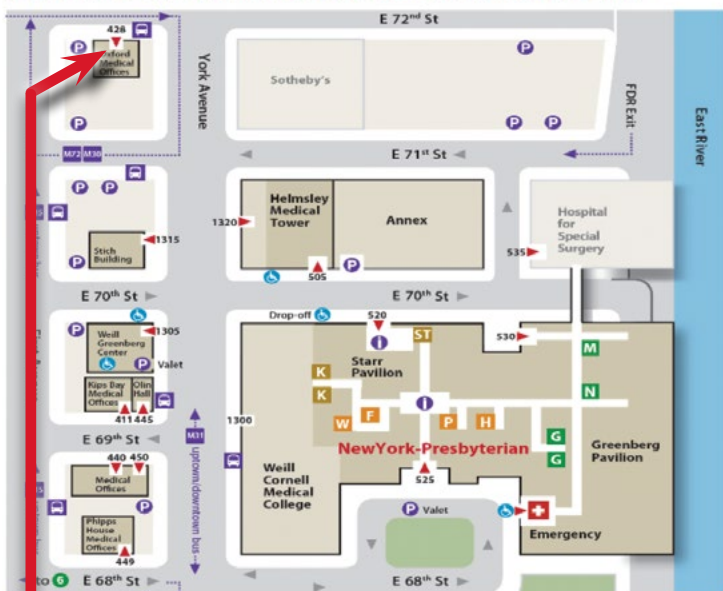 E 72nd St
428
Oxford
Medical
Offices
P
P
P
Sotheby's
York Avenue
FDR Exit
East River
P
P
M72 M30
E 71st St
P
P
Helmsley
Medical
Tower
Annex
Hospital
for
Special
Surgery
1320
1315
Stich
Building
P
P
535
505
E 70th St
E 70th St
Drop-off
520
P
1305
Weill
Greenberg
Center
P
Valet
i
ST
530
M
Starr
Pavilion
K
K
N
Kips Bay
Medical
Offices
Olin
Hall
W
F
i
P
H
411
445
1300
G
G
E 69th St
M31
uptown/downtown bus
NewYork-Presbyterian
Greenberg
Pavilion
440
450
Medical
Offices
Weill
Cornell
Medical
College
525
P
P Valet
Emergency
Phipps
House
Medical
Offices
449
to 6
E 68th St
E 68th St